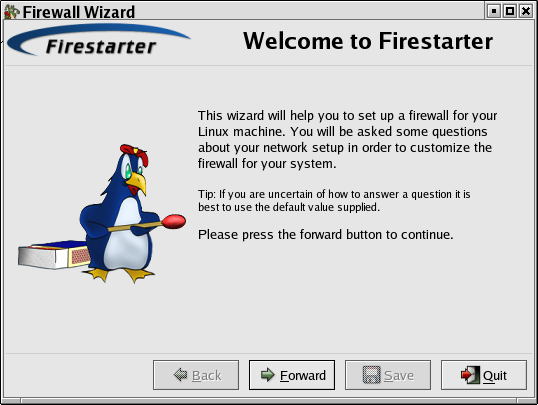 Firewall Wizard
Firestarter
Welcome to Firestarter
This wizard will help you to set up a firewall for your
Linux machine. You will be asked some questions
about your network setup in order to customize the
firewall for your system.
Tip: If you are uncertain of how to answer a question it is
best to use the default value supplied.
Please press the forward button to continue.
Back
Forward
Save
Quit